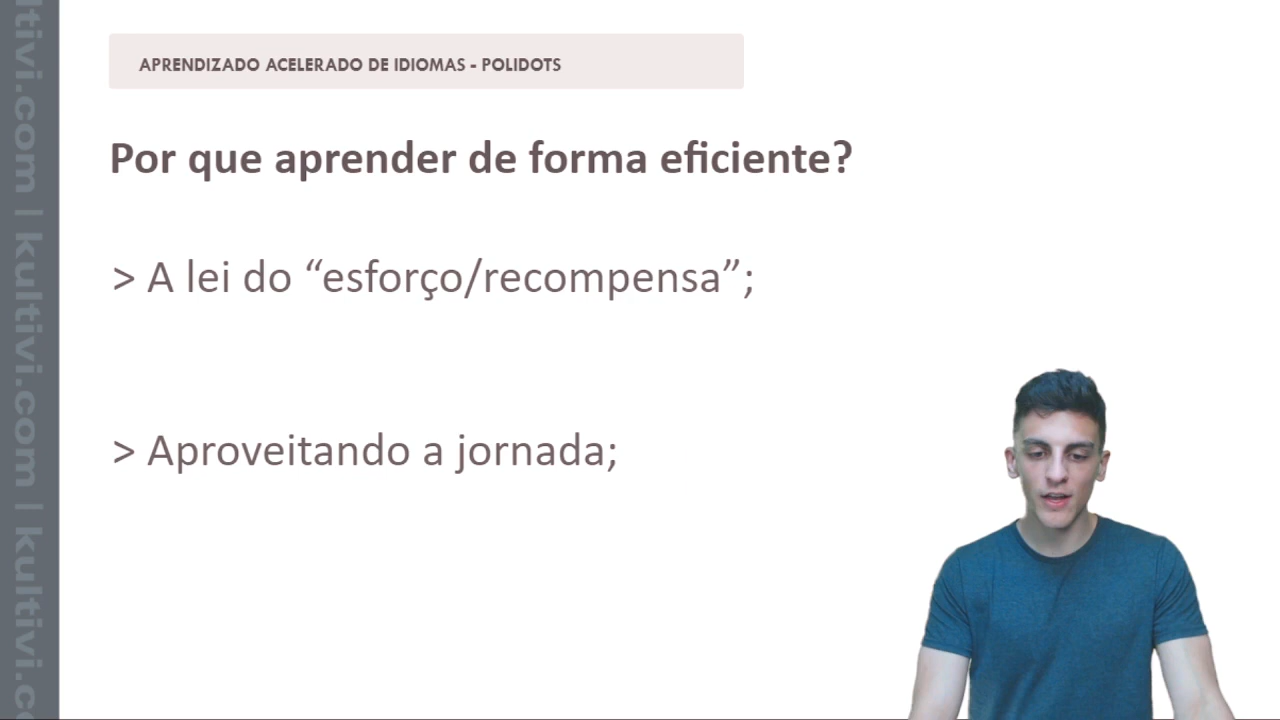 APRENDIZADO ACELERADO DE IDIOMAS - POLIDOTS
Por que aprender de forma eficiente?
> A lei do “esforço/recompensa”;
> Aproveitando a jornada;
ltivi.com | kultivi.com | kultivi.c